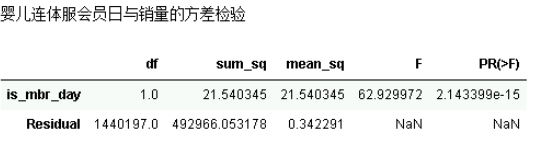 婴儿连体服会员日与销量的方差检验
df sum_sq mean_sq F PR(>F)
is_mbr_day 1.0 21.540345 21.540345 62.929972 2.143399e-15
Residual 1440197.0 492966.053178 0.342291 NaN NaN